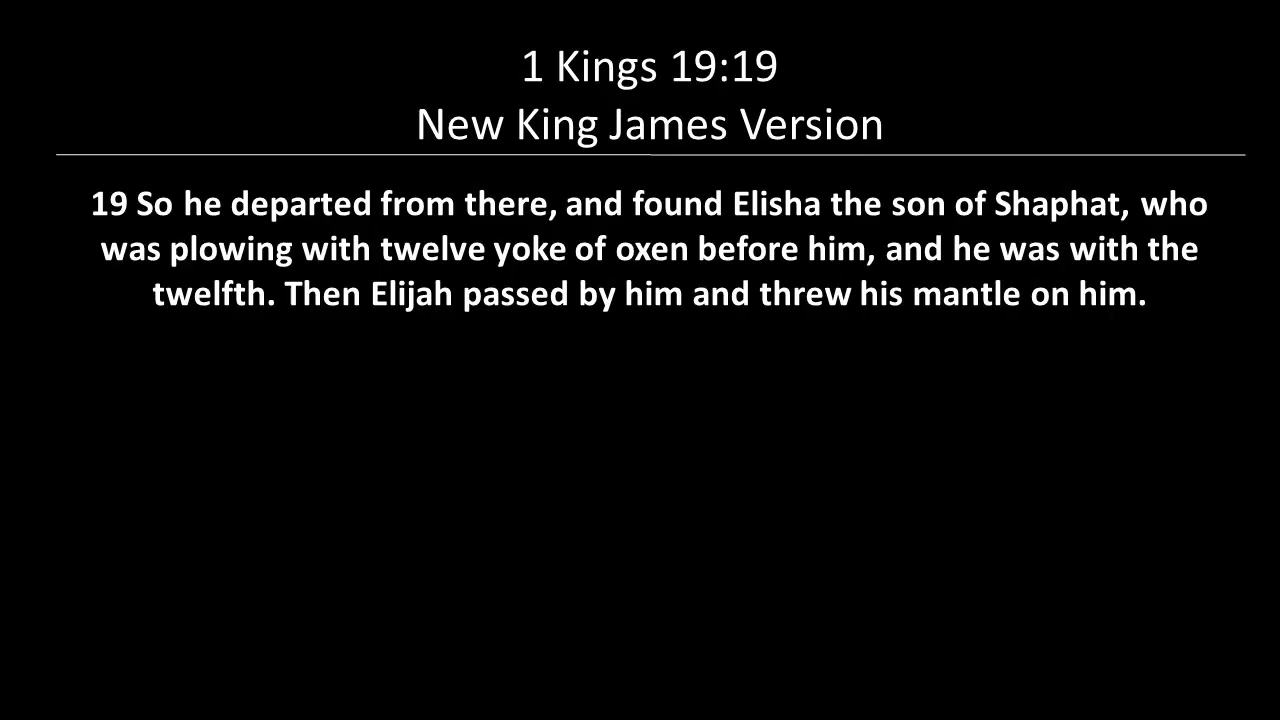 1 Kings 19:19
New King James Version
19 So he departed from there, and found Elisha the son of Shaphat, who
was plowing with twelve yoke of oxen before him, and he was with the
twelfth. Then Elijah passed by him and threw his mantle on him.